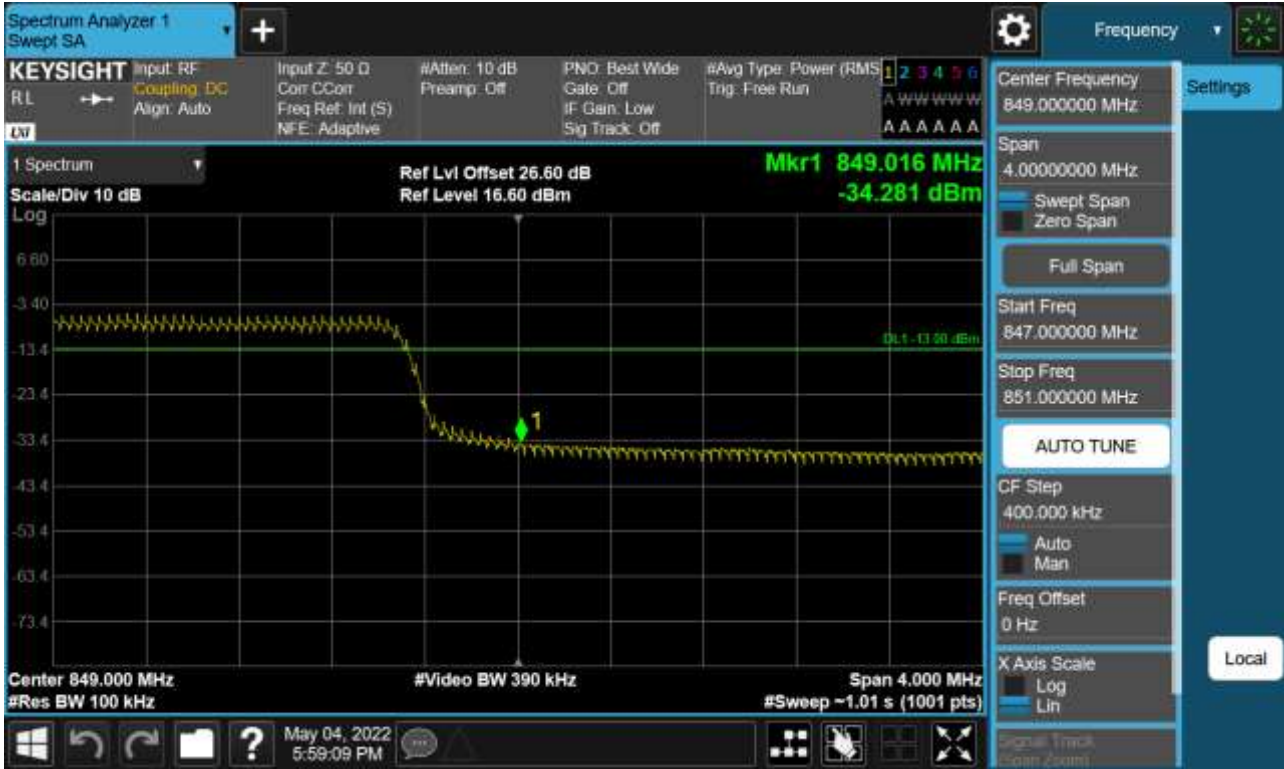 Spectrum Analyzer 1
Swept SA
+
Frequency
KEYSIGHT
RL
LXI
Input: RF
Coupling: DC
Align: Auto
Input Z: 50 Ω
Corr CCorr
Freq Ref: Int (S)
NFE: Adaptive
#Atten: 10 dB
Preamp: Off
PNO: Best Wide
Gate: Off
IF Gain: Low
Sig Track: Off
#Avg Type: Power (RMS
Trig: Free Run
1 2 3 4 5 6
A W W W W W
A A A A A A
1 Spectrum
Scale/Div 10 dB
Log
Ref Lvl Offset 26.60 dB
Ref Level 16.60 dBm
Mkr1 849.016 MHz
-34.281 dBm
6.60
-3.40
-13.4
-23.4
-33.4
-43.4
-53.4
-63.4
-73.4
DL1 -13.00 dBm
1
Center 849.000 MHz
#Res BW 100 kHz
#Video BW 390 kHz
Span 4.000 MHz
#Sweep ~1.01 s (1001 pts)
Center Frequency
849.000000 MHz
Span
4.00000000 MHz
Swept Span
Zero Span
Full Span
Start Freq
847.000000 MHz
Stop Freq
851.000000 MHz
AUTO TUNE
CF Step
400.000 kHz
Auto
Man
Freq Offset
0 Hz
X Axis Scale
Log
Lin
Signal Track
(Span Zoom)
Settings
Local
?
May 04, 2022
5:59:09 PM